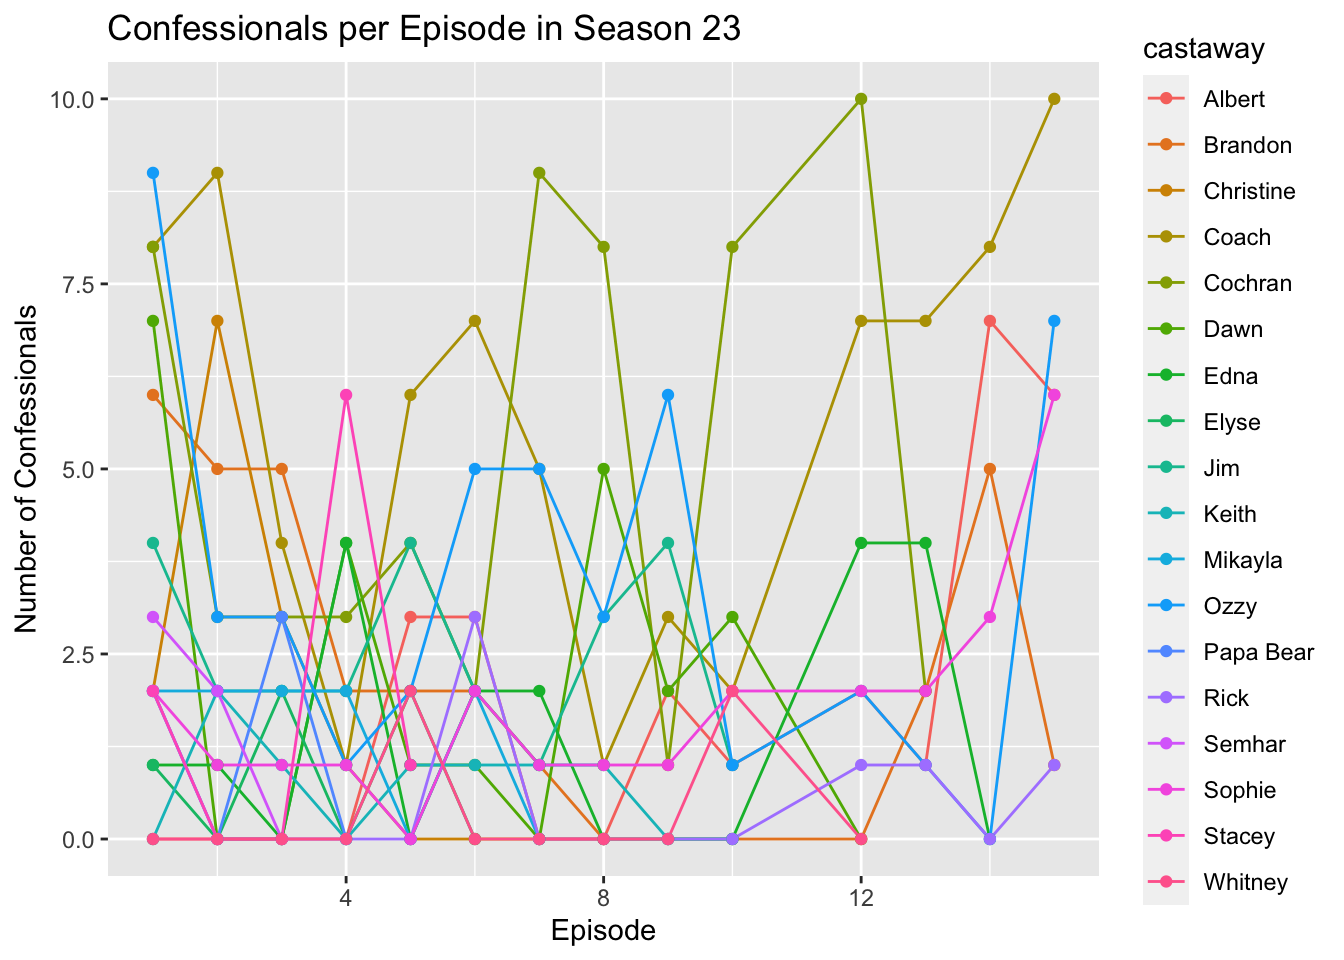 Confessionals per Episode in Season 23
castaway
Albert
Brandon
Christine
Coach
Cochran
Dawn
Edna
Elyse
Jim
Keith
Mikayla
Ozzy
Papa Bear
Rick
Semhar
Sophie
Stacey
Whitney
Number of Confessionals
10.0
7.5
5.0
2.5
0.0
4 8 12
Episode